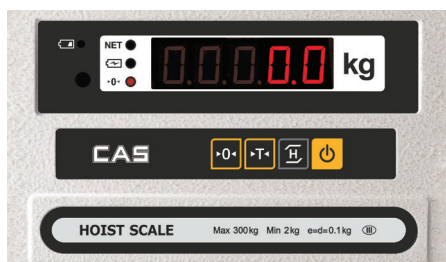 NET
▸0◂
0.0 kg
CAS
▸0◂ ▸T◂ H
HOIST SCALE Max 300kg Min 2kg e=d=0.1kg III